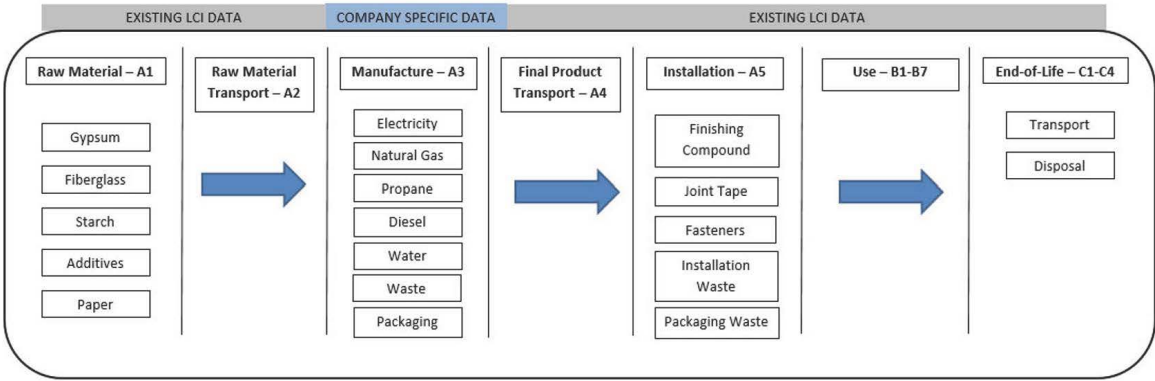 EXISTING LCI DATA
COMPANY SPECIFIC DATA
EXISTING LCI DATA
Raw Material – A1
Gypsum
Fiberglass
Starch
Additives
Paper
Raw Material
Transport – A2
Manufacture – A3
Electricity
Natural Gas
Propane
Diesel
Water
Waste
Packaging
Final Product
Transport – A4
Installation – A5
Finishing
Compound
Joint Tape
Fasteners
Installation
Waste
Packaging Waste
Use – B1-B7
End-of-Life – C1-C4
Transport
Disposal